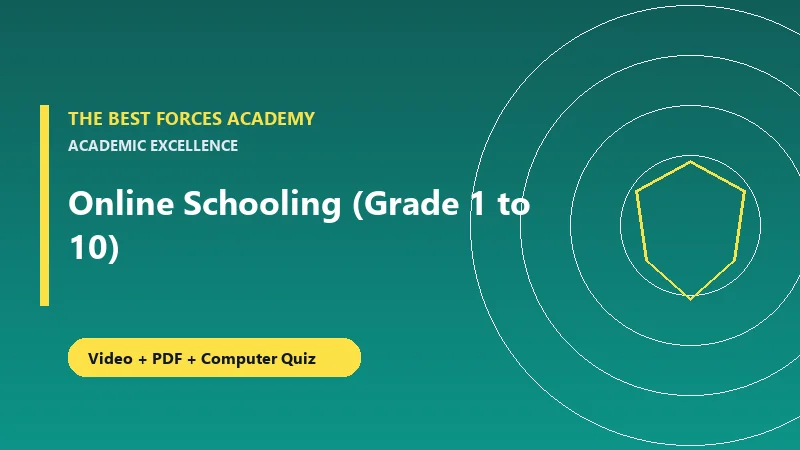 THE BEST FORCES ACADEMY
ACADEMIC EXCELLENCE
Online Schooling (Grade 1 to
10)
Video + PDF + Computer Quiz